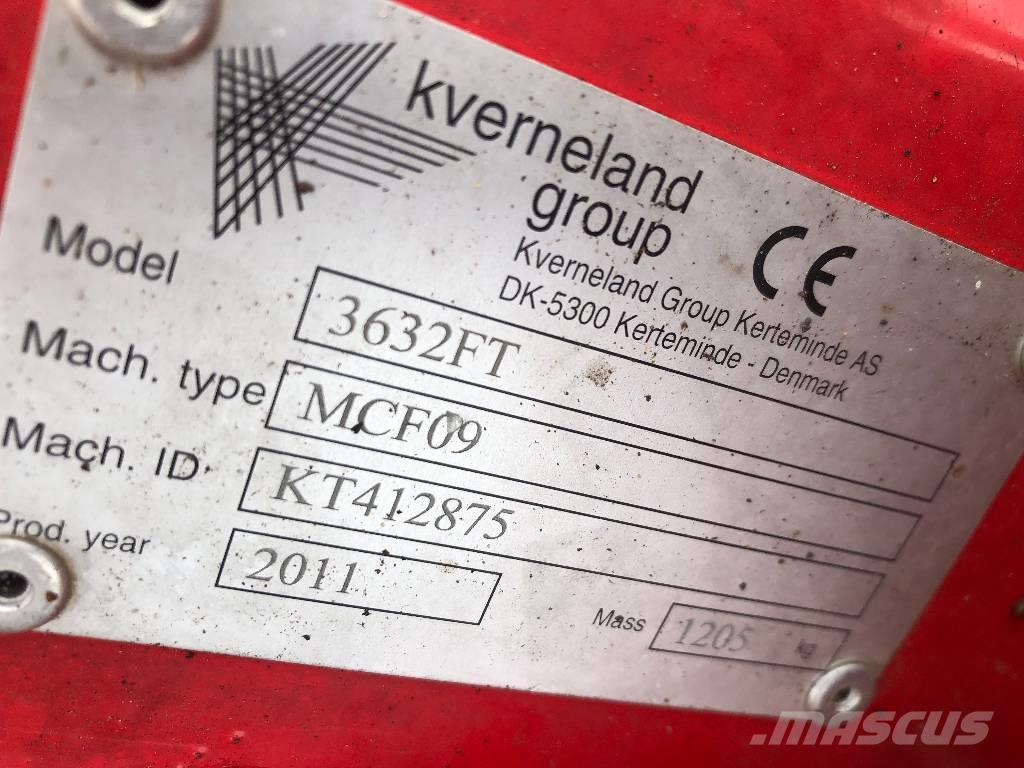 kverneland
group
CE
Kverneland Group Kerteminde AS
DK-5300 Kerteminde - Denmark
Model 3632FT
Mach. type MCF09
Mach. ID KT412875
Prod. year 2011
Mass 1205 kg
.MASCUS